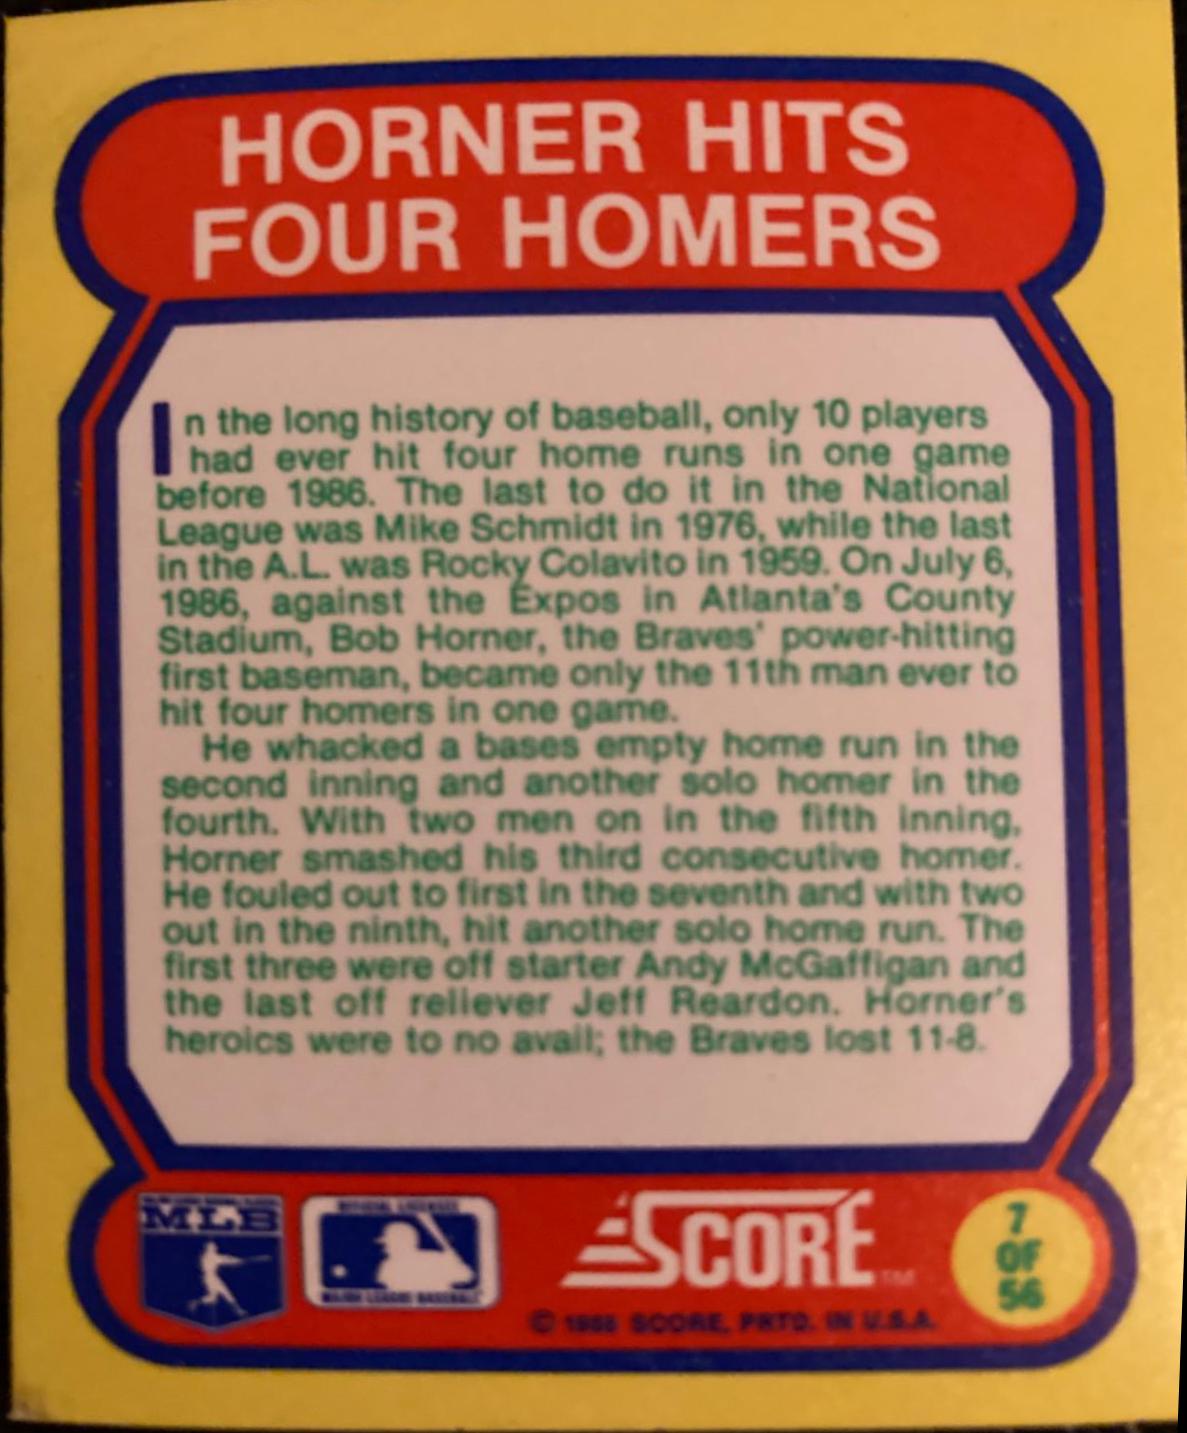 HORNER HITS
FOUR HOMERS
In the long history of baseball, only 10 players
had ever hit four home runs in one game
before 1986. The last to do it in the National
League was Mike Schmidt in 1976, while the last
in the A.L. was Rocky Colavito in 1959. On July 6,
1986, against the Expos in Atlanta's County
Stadium, Bob Horner, the Braves' power-hitting
first baseman, became only the 11th man ever to
hit four homers in one game.
He whacked a bases empty home run in the
second inning and another solo homer in the
fourth. With two men on in the fifth inning,
Horner smashed his third consecutive homer.
He fouled out to first in the seventh and with two
out in the ninth, hit another solo home run. The
first three were off starter Andy McGaffigan and
the last off reliever Jeff Reardon. Horner's
heroics were to no avail; the Braves lost 11-8.
MLB
OFFICIAL LICENSEE
MAJOR LEAGUE BASEBALL
SCORE TM
© 1988 SCORE, PRTD. IN U.S.A.
7
OF
56